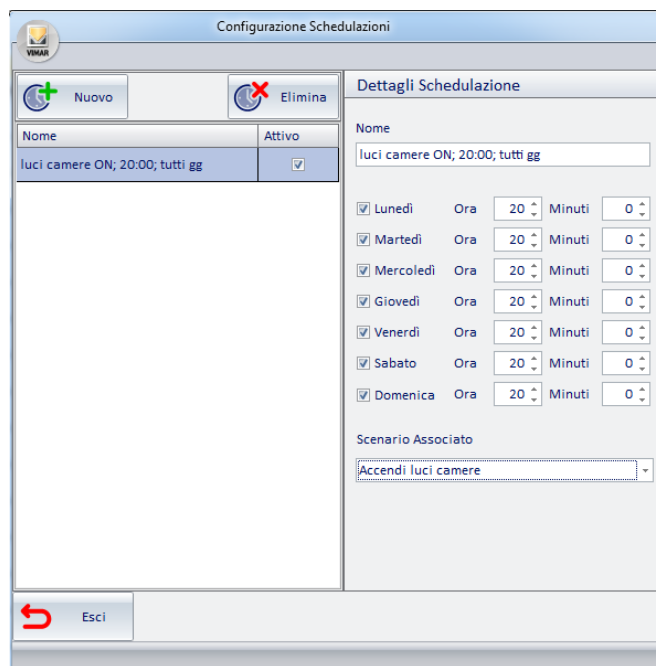 Configurazione Schedulazioni
VIMAR
Nuovo
Elimina
Nome Attivo
luci camere ON; 20:00; tutti gg
Dettagli Schedulazione
Nome
luci camere ON; 20:00; tutti gg
Lunedì Ora 20 Minuti 0
Martedì Ora 20 Minuti 0
Mercoledì Ora 20 Minuti 0
Giovedì Ora 20 Minuti 0
Venerdì Ora 20 Minuti 0
Sabato Ora 20 Minuti 0
Domenica Ora 20 Minuti 0
Scenario Associato
Accendi luci camere
Esci